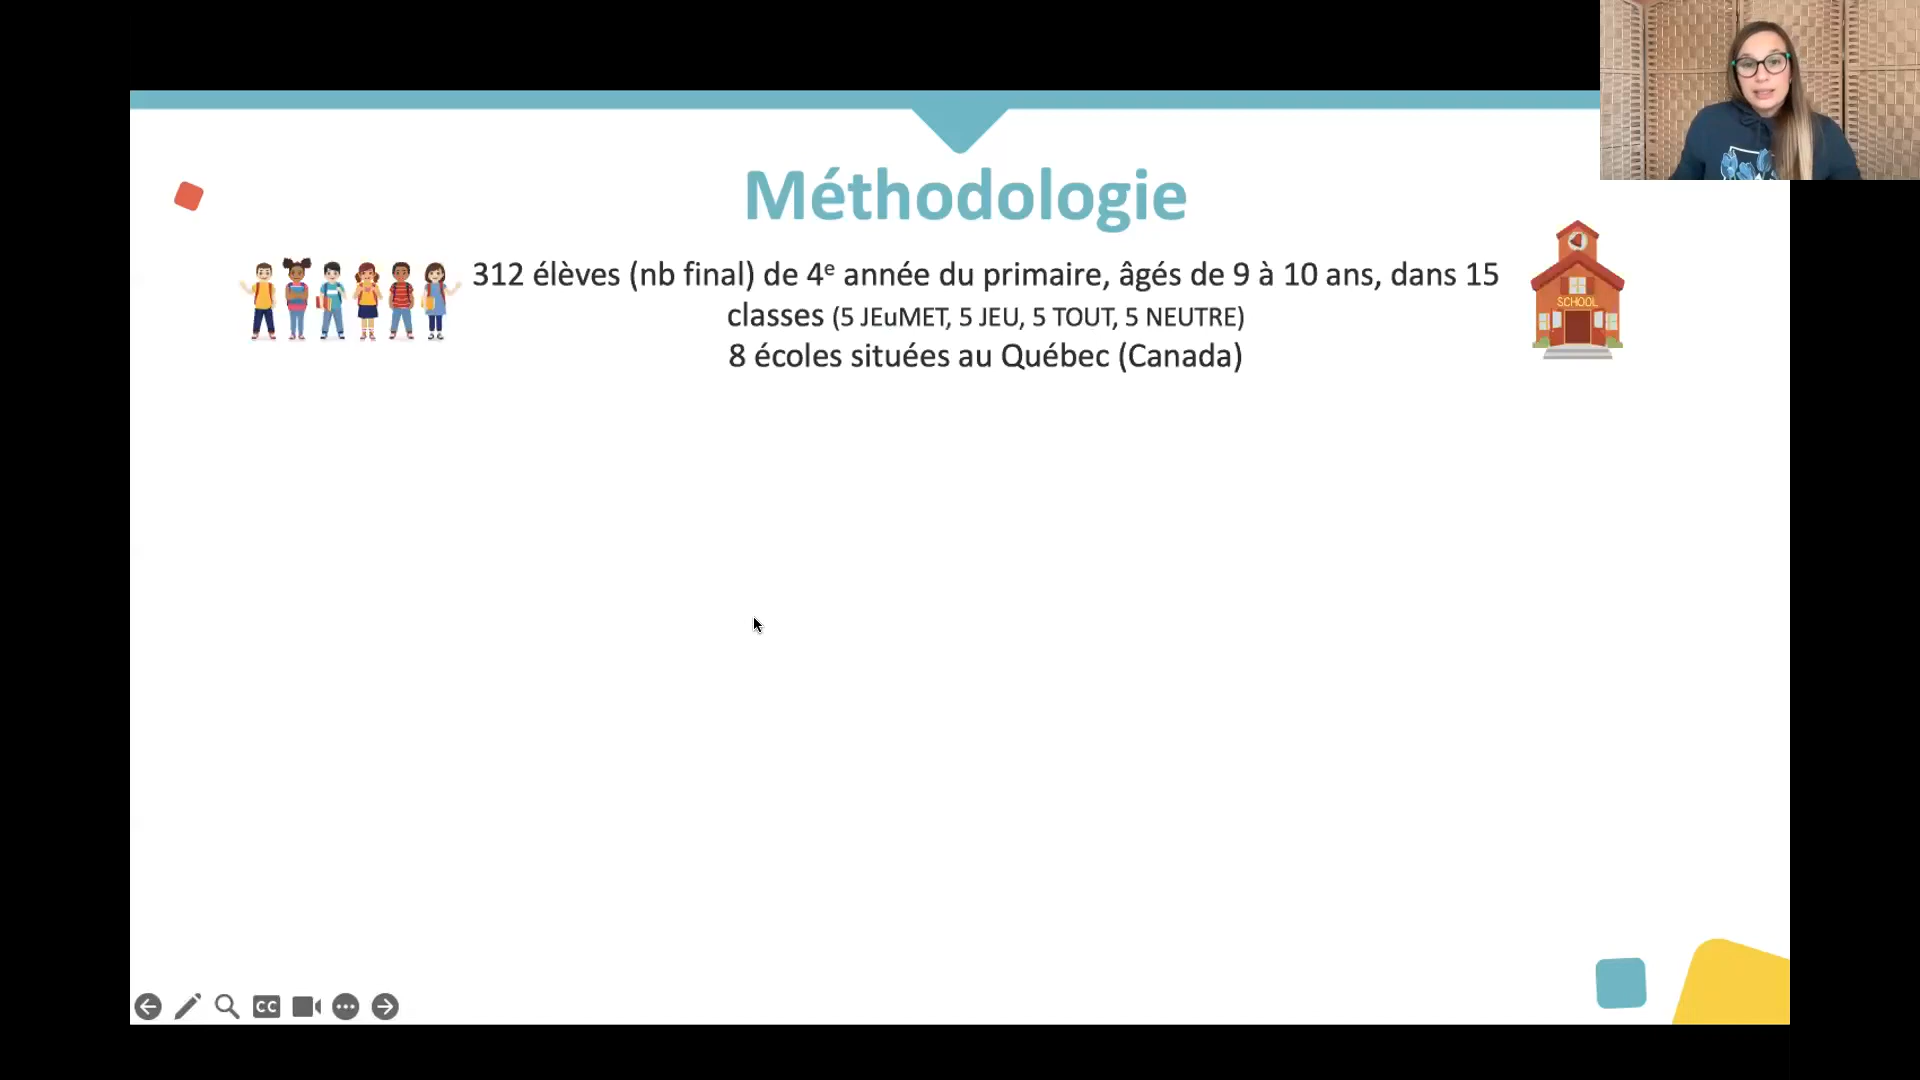 Méthodologie
312 élèves (nb final) de 4e année du primaire, âgés de 9 à 10 ans, dans 15
classes (5 JEuMET, 5 JEU, 5 TOUT, 5 NEUTRE)
8 écoles situées au Québec (Canada)
SCHOOL
CC